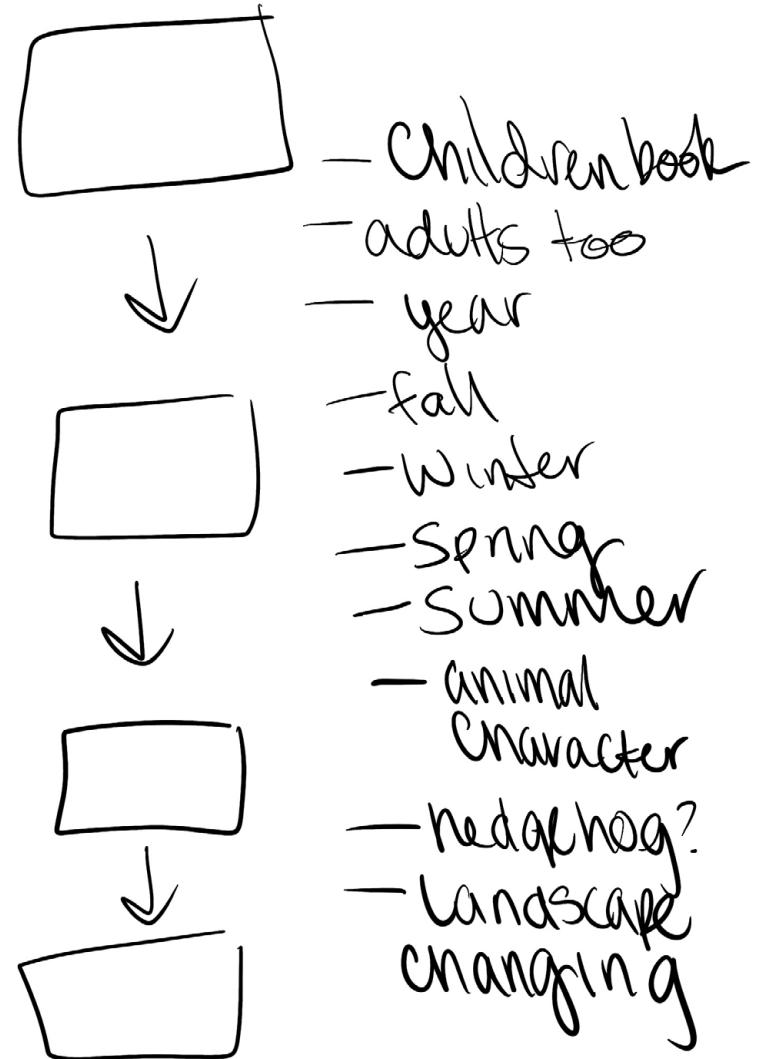 - Children book
- adults too
- year
- fall
- Winter
- Spring
- Summer
- animal
character
- hedgehog?
- Landscape
changing